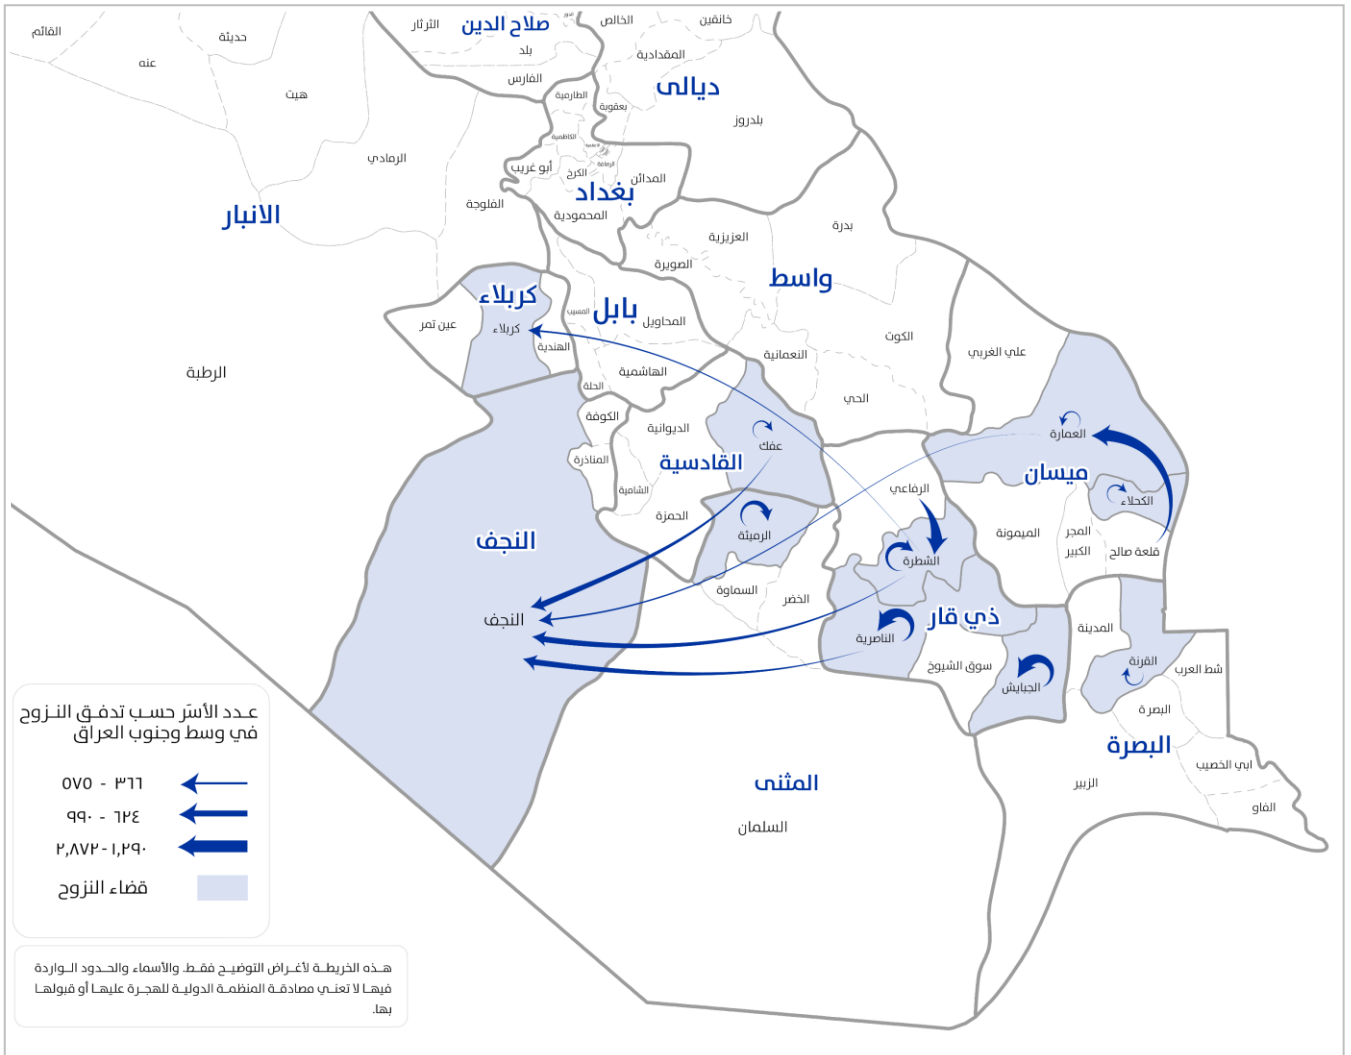 صلاح الدين
الثرثار
بلد
الفارس
القائم
حديثة
عنه
هيت
الرمادي
الانبار
الفلوجة
الرطبة
الخالص
خانقين
المقدادية
ديالى
بعقوبة
بلدروز
الطارمية
الكاظمية
أبو غريب
الكرخ
الرصافة
المدائن
بغداد
المحمودية
العزيزية
بدرة
الصويرة
واسط
النعمانية
الكوت
الحي
كربلاء
كربلاء
عين تمر
الهندية
بابل
المسيب
المحاويل
الهاشمية
الحلة
علي الغربي
العمارة
ميسان
الكحلاء
الميمونة
المجر
الكبير
قلعة صالح
الكوفة
المناذرة
النجف
النجف
الديوانية
عفك
القادسية
الشامية
الحمزة
الرميثة
السماوة
الخضر
المثنى
السلمان
الرفاعي
الشطرة
ذي قار
الناصرية
سوق الشيوخ
الجبايش
المدينة
القرنة
شط العرب
البصرة
البصرة
ابي الخصيب
الزبير
الفاو
عـدد الأسَر حسـب تدفـق النـزوح
في وسط وجنوب العراق
٣٦٦ - ٥٧٥
٦٢٤ - ٩٩٠
١,٢٩٠-٢,٨٧٢
قضاء النزوح
هـذه الخريطـة لأغـراض التوضيـح فقـط. والأسماء والحـدود الـواردة
فيهـا لا تعنـي مصادقـة المنظمـة الدوليـة للهجـرة عليهـا أو قبولهـا
بها.